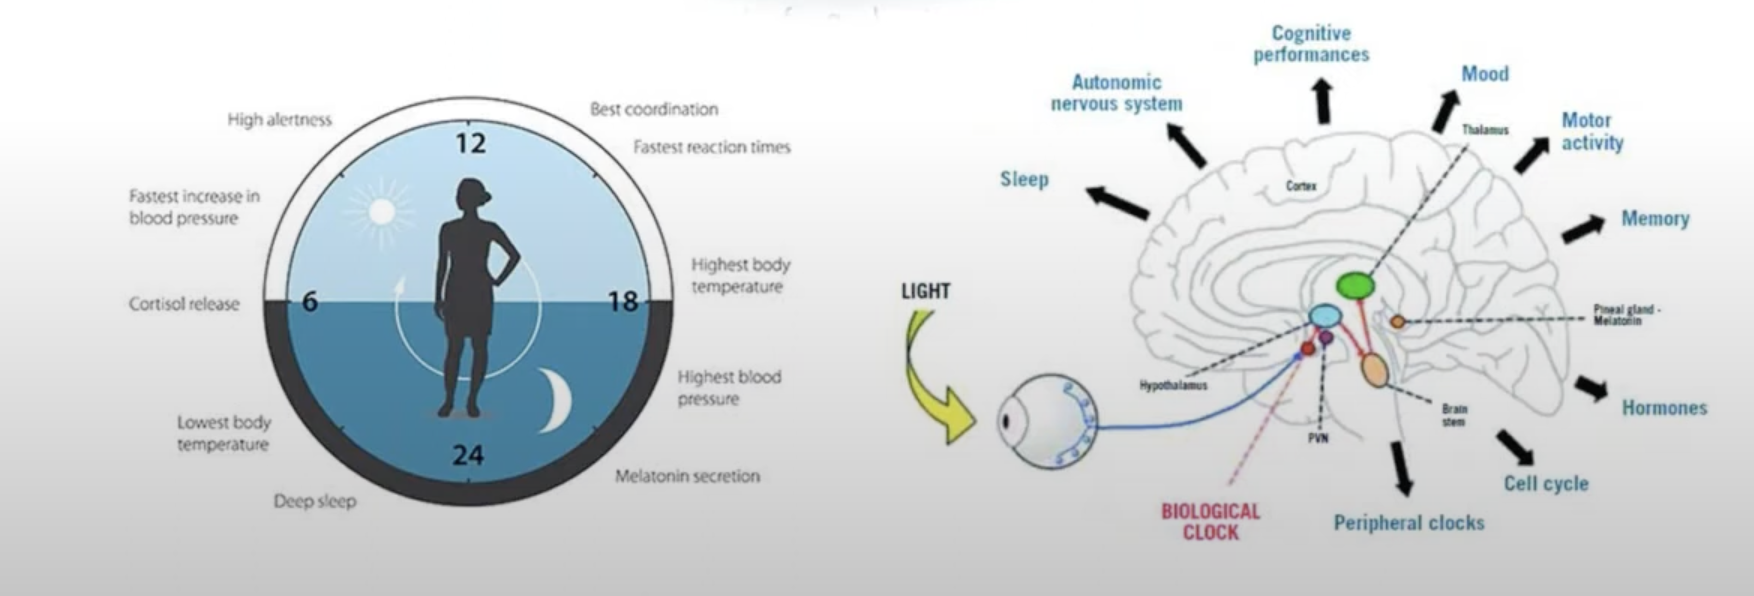 High alertness
Best coordination
12
Fastest reaction times
Fastest increase in
blood pressure
Highest body
temperature
Cortisol release
6
18
Highest blood
pressure
Lowest body
temperature
24
Melatonin secretion
Deep sleep
Cognitive
performances
Autonomic
nervous system
Mood
Thalamus
Motor
activity
Sleep
Cortex
Memory
LIGHT
Pineal gland -
Melatonin
Hypothalamus
Hormones
Brain
stem
PVN
Cell cycle
BIOLOGICAL
CLOCK
Peripheral clocks